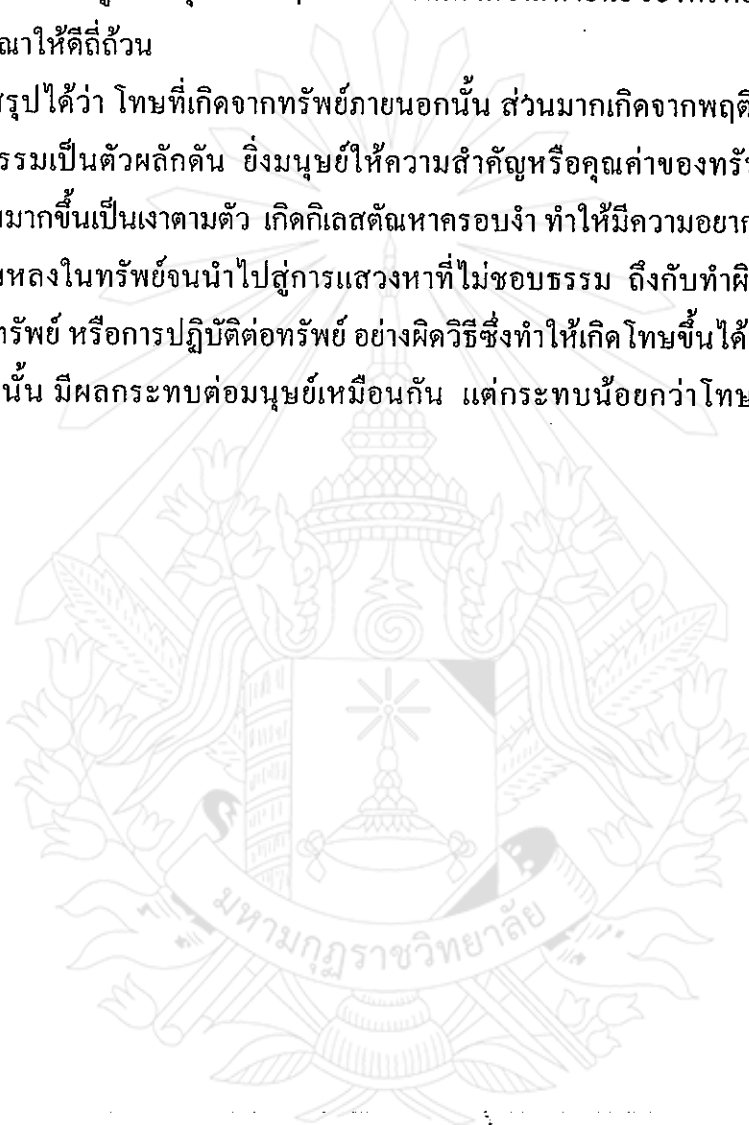 ณาให้ดีถี่ถ้วน
สรุปได้ว่า โทษที่เกิดจากทรัพย์ภายนอกนั้น ส่วนมากเกิดจากพฤติ
รรมเป็นตัวผลักดัน ยิ่งมนุษย์ให้ความสำคัญหรือคุณค่าของทรั
มากขึ้นเป็นเงาตามตัว เกิดกิเลสตัณหาครอบงำ ทำให้มีความอยาก
หลงในทรัพย์จนนำไปสู่การแสวงหาที่ไม่ชอบธรรม ถึงกับทำผิ
ทรัพย์ หรือการปฏิบัติต่อทรัพย์ อย่างผิดวิธีซึ่งทำให้เกิดโทษขึ้นได้
นั้น มีผลกระทบต่อมนุษย์เหมือนกัน แต่กระทบน้อยกว่าโทษ
มหามกุฏราชวิทยาลัย